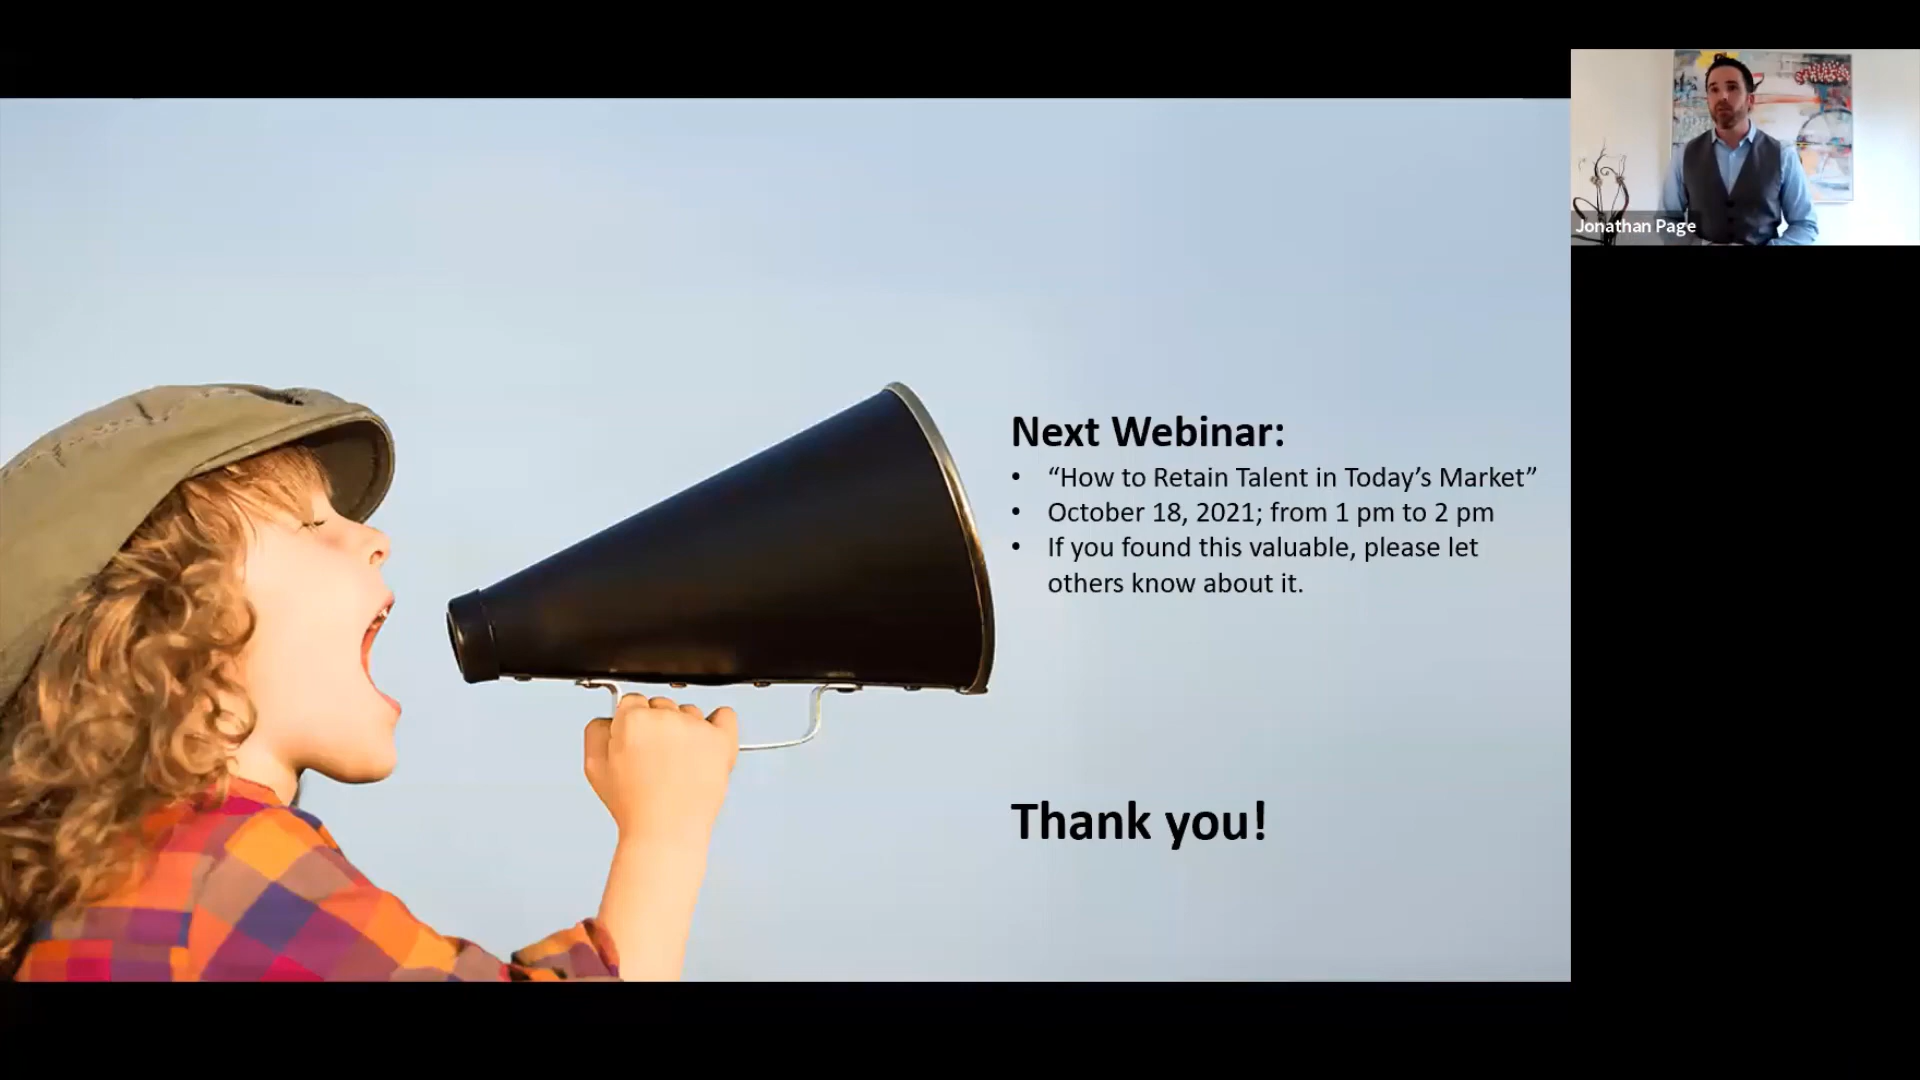 Jonathan Page
Next Webinar:
• “How to Retain Talent in Today’s Market”
• October 18, 2021; from 1 pm to 2 pm
• If you found this valuable, please let
others know about it.
Thank you!